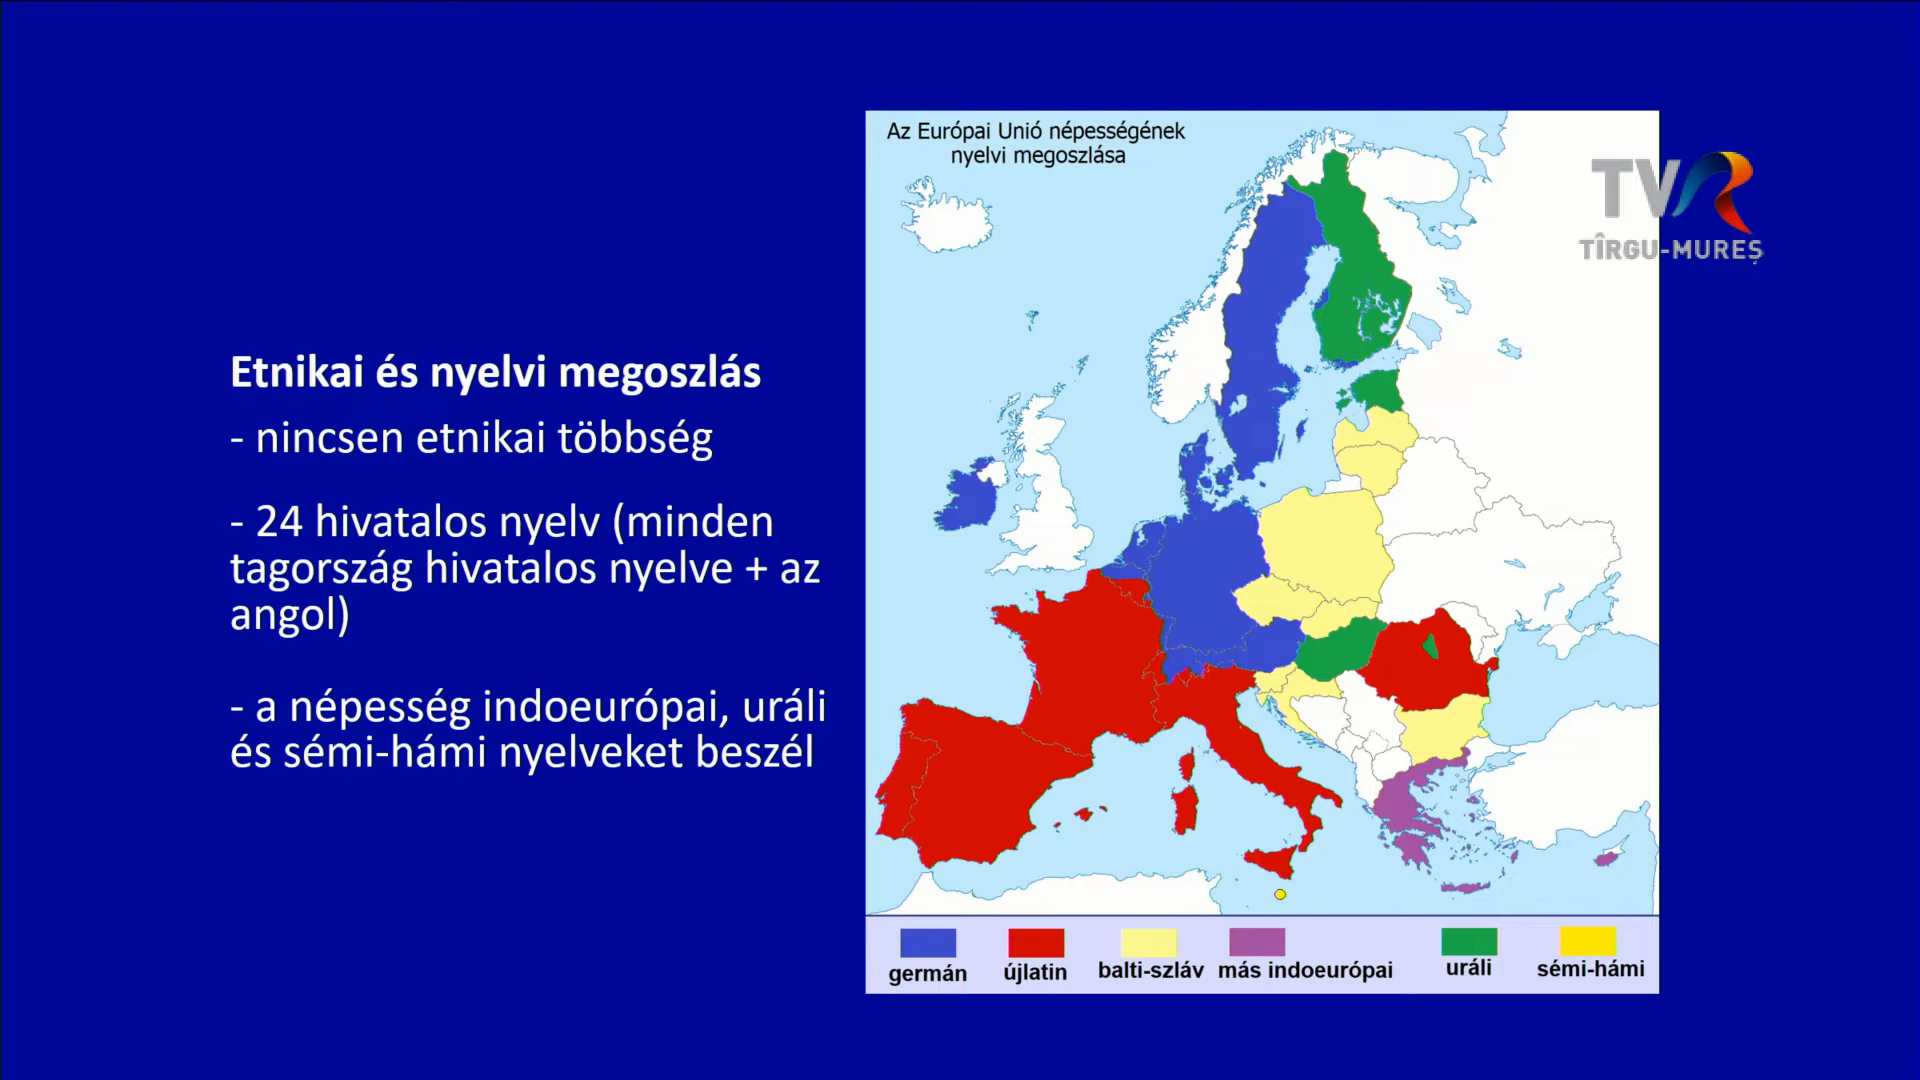 Az Európai Unió népességének
nyelvi megoszlása
TVR
TÎRGU-MUREȘ
Etnikai és nyelvi megoszlás
- nincsen etnikai többség
- 24 hivatalos nyelv (minden
tagország hivatalos nyelve + az
angol)
- a népesség indoeurópai, uráli
és sémi-hámi nyelveket beszél
germán
újlatin
balti-szláv
más indoeurópai
uráli
sémi-hámi